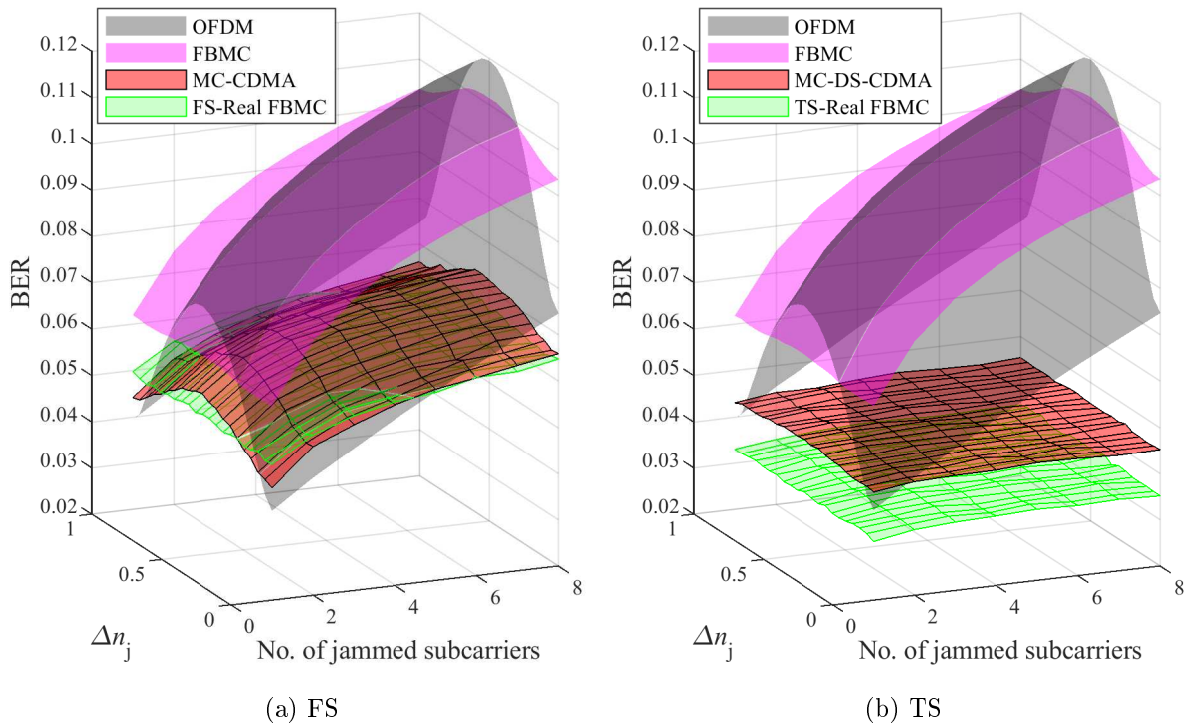 OFDM
FBMC
MC-CDMA
FS-Real FBMC
0.12
0.11
0.1
0.09
0.08
0.07
0.06
0.05
0.04
0.03
0.02
BER
1
0.5
0
Δn_j
0
2
4
6
8
No. of jammed subcarriers
(a) FS
OFDM
FBMC
MC-DS-CDMA
TS-Real FBMC
0.12
0.11
0.1
0.09
0.08
0.07
0.06
0.05
0.04
0.03
0.02
BER
1
0.5
0
Δn_j
0
2
4
6
8
No. of jammed subcarriers
(b) TS